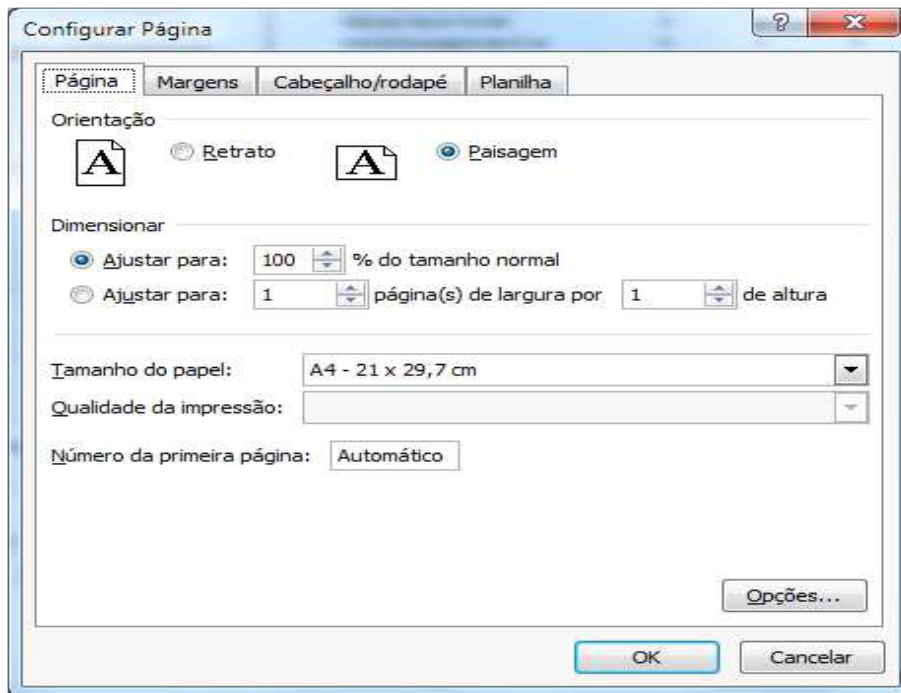 Configurar Página
Página Margens Cabeçalho/rodapé Planilha
Orientação
A Retrato A Paisagem
Dimensionar
Ajustar para: 100 % do tamanho normal
Ajustar para: 1 página(s) de largura por 1 de altura
Tamanho do papel: A4 - 21 x 29,7 cm
Qualidade da impressão:
Número da primeira página: Automático
Opções...
OK Cancelar